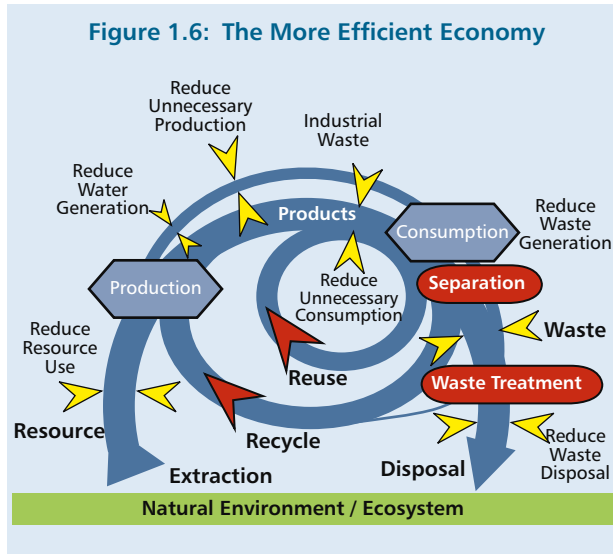 Figure 1.6: The More Efficient Economy
Reduce
Unnecessary
Production
Industrial
Waste
Reduce
Water
Generation
Products
Consumption
Reduce
Waste
Generation
Production
Reduce
Unnecessary
Consumption
Separation
Reduce
Resource
Use
Waste
Reuse
Waste Treatment
Resource
Recycle
Extraction
Disposal
Reduce
Waste
Disposal
Natural Environment / Ecosystem